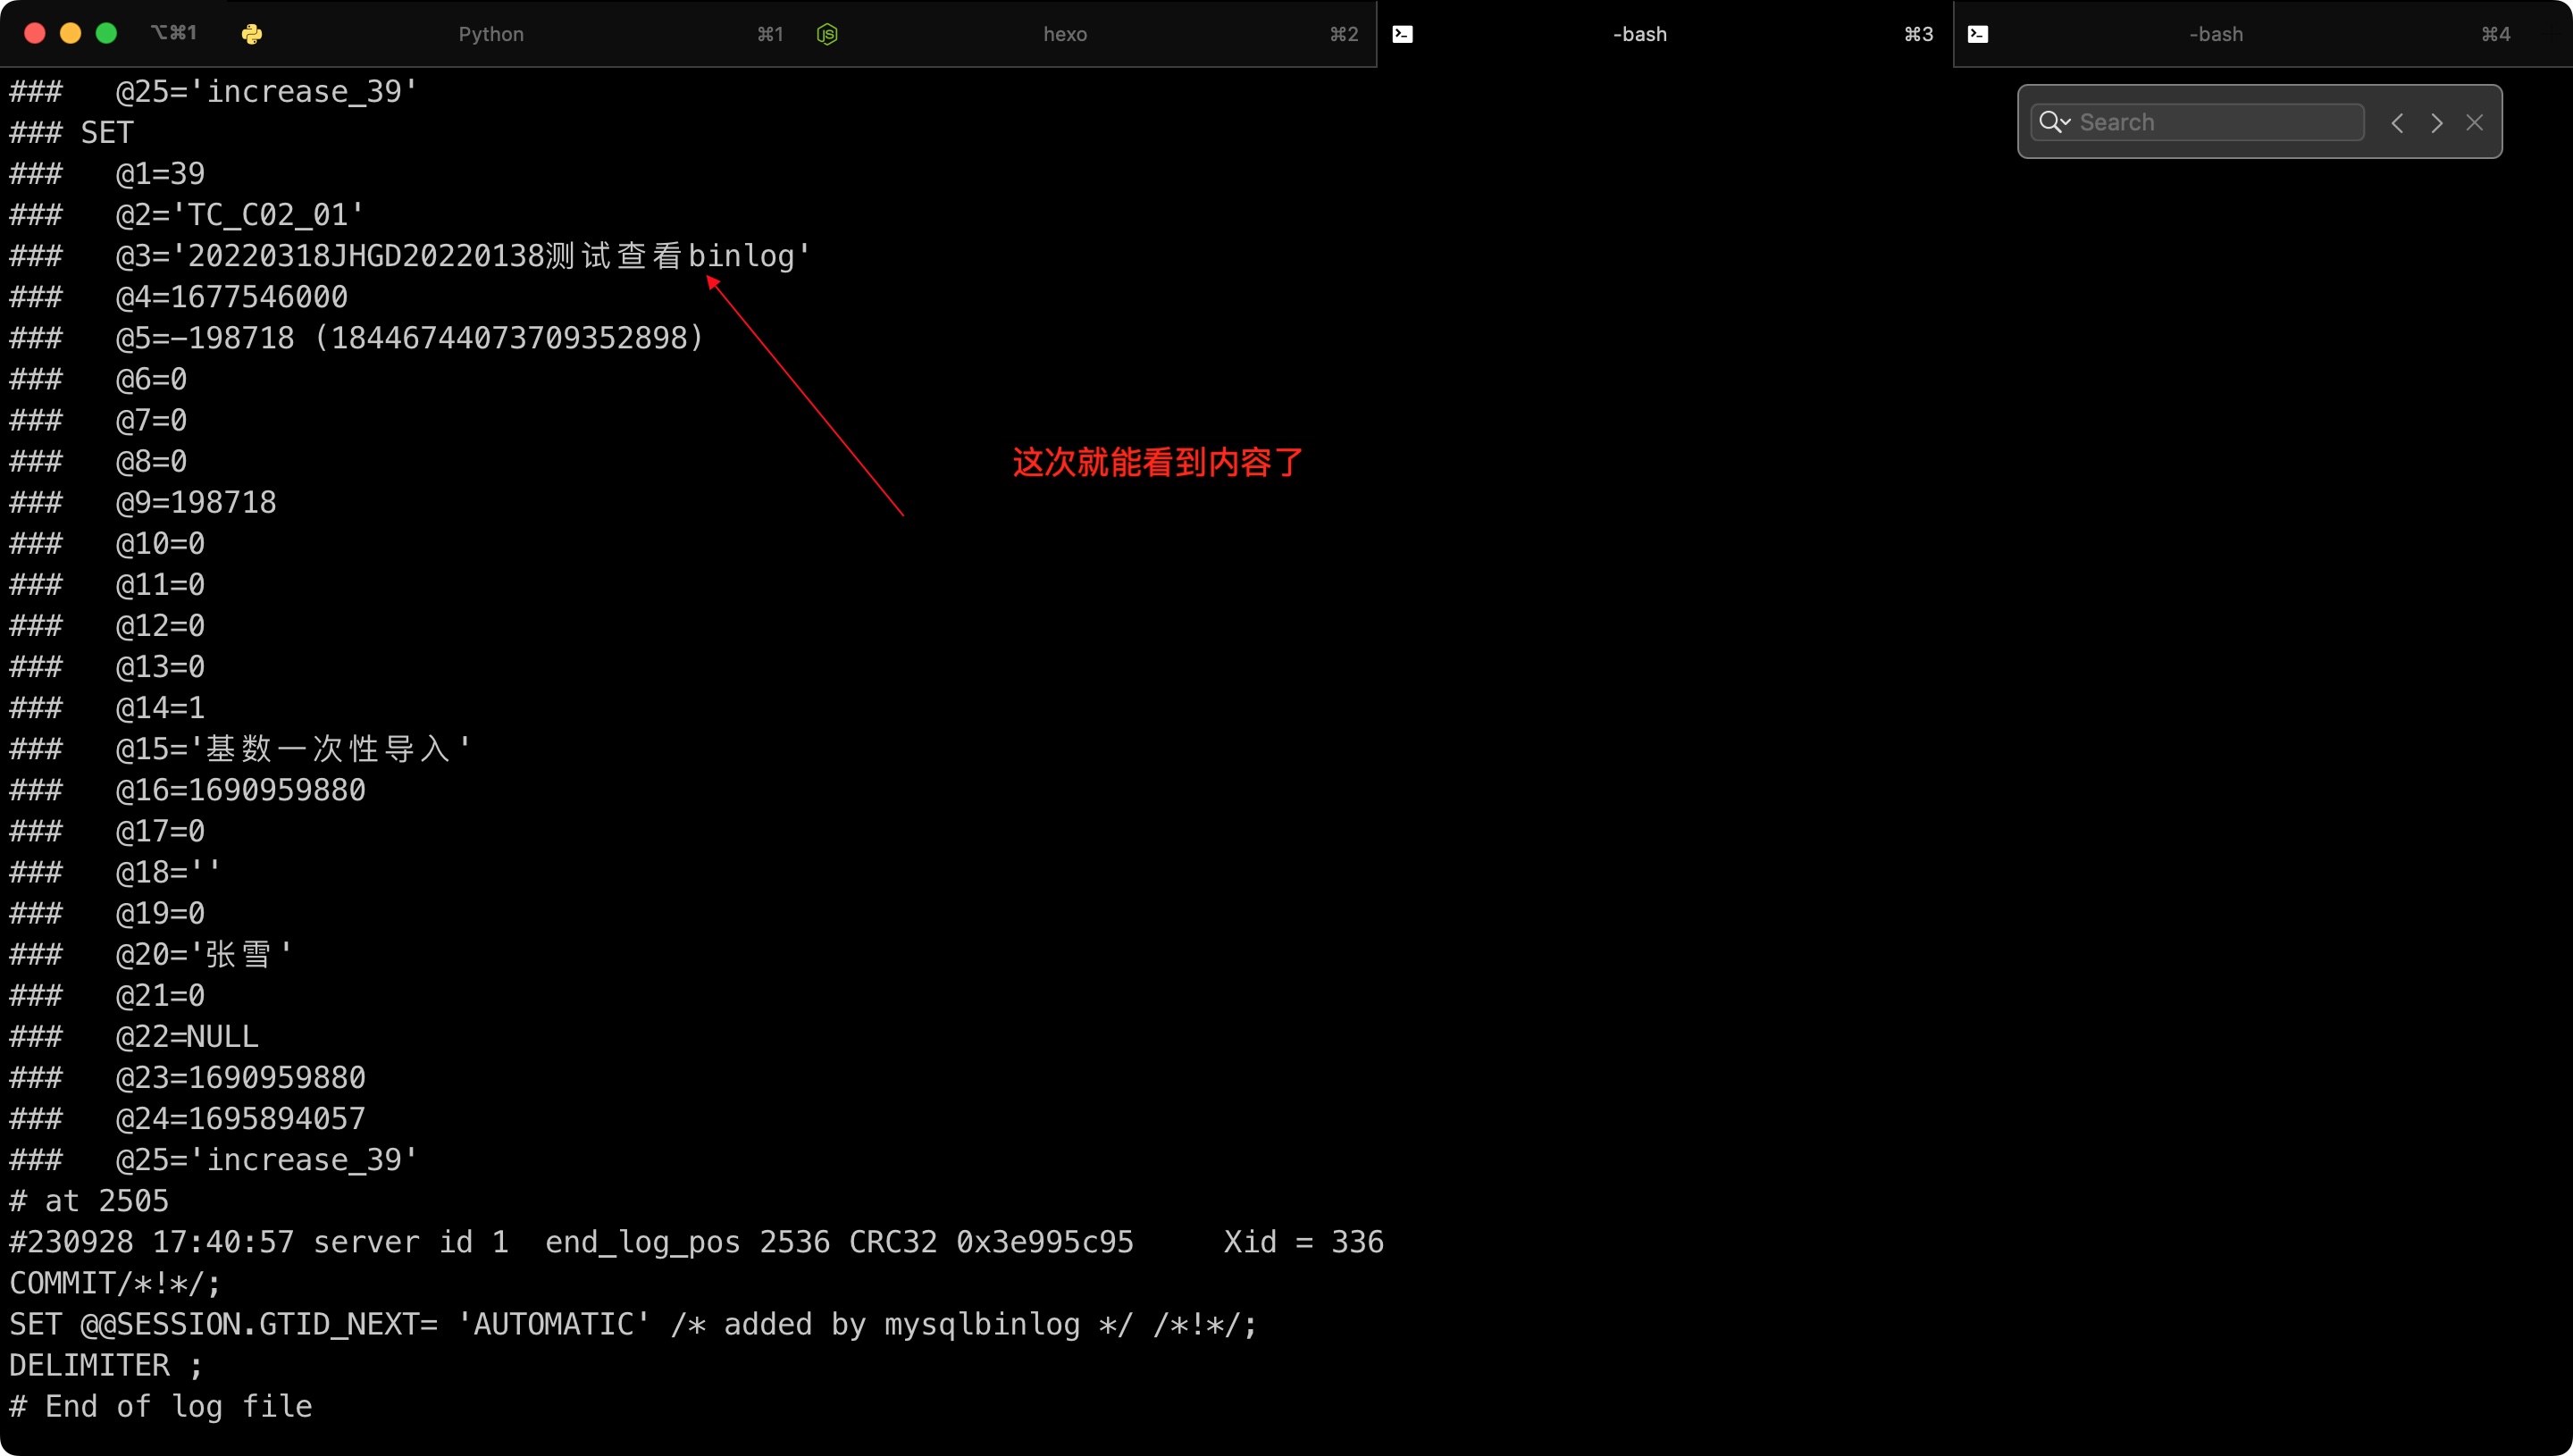 ⌥⌘1 Python ⌘1 hexo ⌘2 -bash ⌘3 -bash ⌘4
Search
### @25='increase_39'
### SET
### @1=39
### @2='TC_C02_01'
### @3='20220318JHGD20220138测试查看binlog'
### @4=1677546000
### @5=-198718 (18446744073709352898)
### @6=0
### @7=0
### @8=0
这次就能看到内容了
### @9=198718
### @10=0
### @11=0
### @12=0
### @13=0
### @14=1
### @15='基数一次性导入'
### @16=1690959880
### @17=0
### @18=''
### @19=0
### @20='张雪'
### @21=0
### @22=NULL
### @23=1690959880
### @24=1695894057
### @25='increase_39'
# at 2505
#230928 17:40:57 server id 1  end_log_pos 2536 CRC32 0x3e995c95     Xid = 336
COMMIT/*!*/;
SET @@SESSION.GTID_NEXT= 'AUTOMATIC' /* added by mysqlbinlog */ /*!*/;
DELIMITER ;
# End of log file